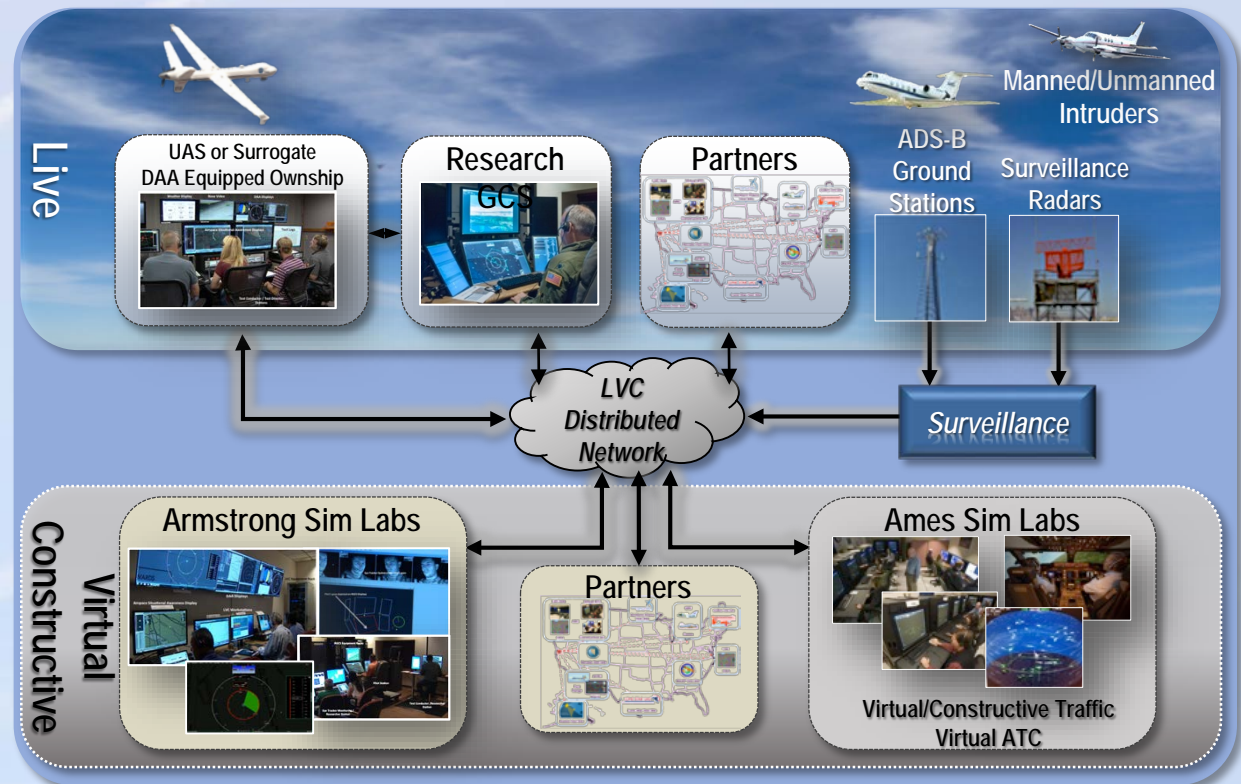 Live
UAS or Surrogate
DAA Equipped Ownship
Research
GCS
Partners
ADS-B
Ground
Stations
Manned/Unmanned
Intruders
Surveillance
Radars
LVC
Distributed
Network
Surveillance
Virtual
Constructive
Armstrong Sim Labs
Partners
Ames Sim Labs
Virtual/Constructive Traffic
Virtual ATC